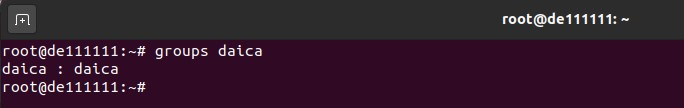 root@de111111: ~
root@de111111:~# groups daica
daica : daica
root@de111111:~#